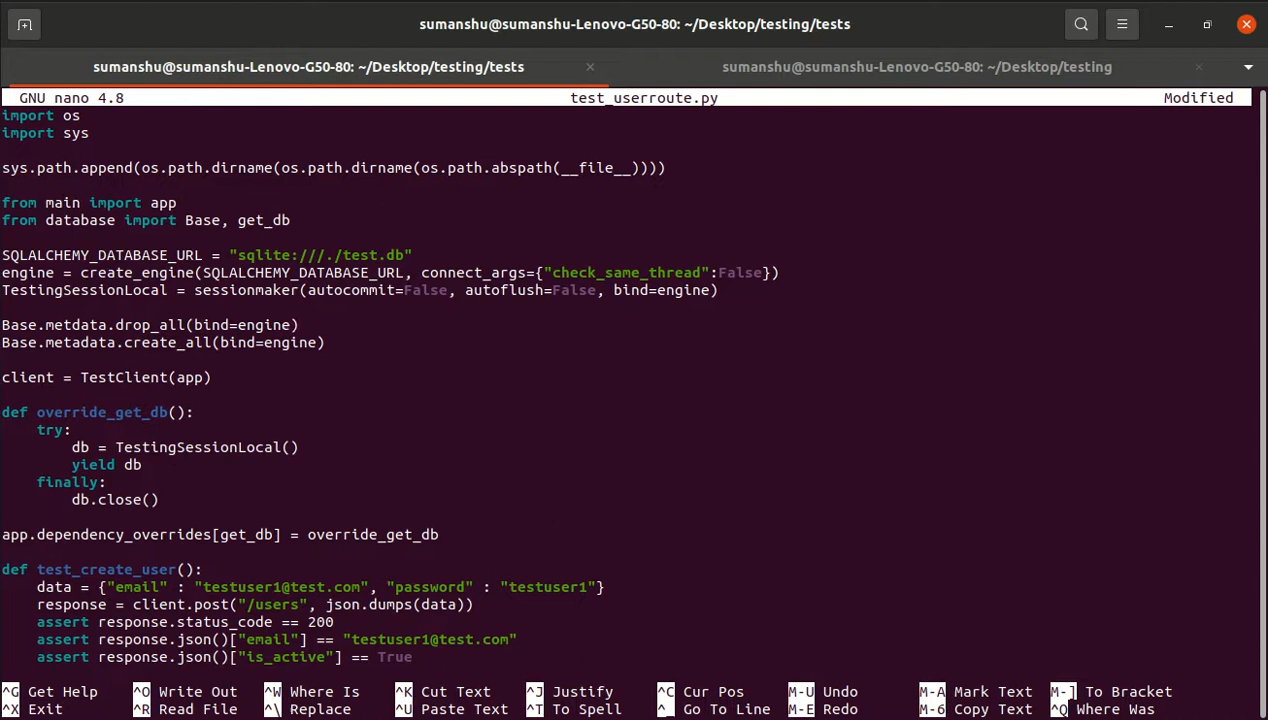 sumanshu@sumanshu-Lenovo-G50-80: ~/Desktop/testing/tests
sumanshu@sumanshu-Lenovo-G50-80: ~/Desktop/testing/tests × sumanshu@sumanshu-Lenovo-G50-80: ~/Desktop/testing ×
GNU nano 4.8 test_userroute.py Modified
import os
import sys
sys.path.append(os.path.dirname(os.path.dirname(os.path.abspath(__file__))))
from main import app
from database import Base, get_db
SQLALCHEMY_DATABASE_URL = "sqlite:///./test.db"
engine = create_engine(SQLALCHEMY_DATABASE_URL, connect_args={"check_same_thread":False})
TestingSessionLocal = sessionmaker(autocommit=False, autoflush=False, bind=engine)
Base.metdata.drop_all(bind=engine)
Base.metadata.create_all(bind=engine)
client = TestClient(app)
def override_get_db():
    try:
        db = TestingSessionLocal()
        yield db
    finally:
        db.close()
app.dependency_overrides[get_db] = override_get_db
def test_create_user():
    data = {"email" : "testuser1@test.com", "password" : "testuser1"}
    response = client.post("/users", json.dumps(data))
    assert response.status_code == 200
    assert response.json()["email"] == "testuser1@test.com"
    assert response.json()["is_active"] == True
^G Get Help ^O Write Out ^W Where Is ^K Cut Text ^J Justify ^C Cur Pos M-U Undo M-A Mark Text M-] To Bracket
^X Exit ^R Read File ^\ Replace ^U Paste Text ^T To Spell ^_ Go To Line M-E Redo M-6 Copy Text ^Q Where Was